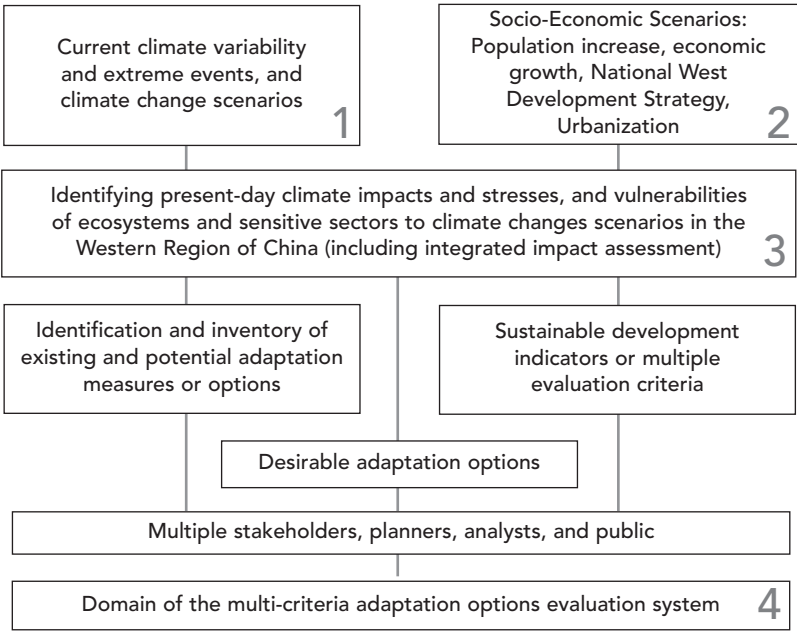 Current climate variability
and extreme events, and
climate change scenarios
1
Socio-Economic Scenarios:
Population increase, economic
growth, National West
Development Strategy,
Urbanization
2
Identifying present-day climate impacts and stresses, and vulnerabilities
of ecosystems and sensitive sectors to climate changes scenarios in the
Western Region of China (including integrated impact assessment)
3
Identification and inventory of
existing and potential adaptation
measures or options
Sustainable development
indicators or multiple
evaluation criteria
Desirable adaptation options
Multiple stakeholders, planners, analysts, and public
Domain of the multi-criteria adaptation options evaluation system
4